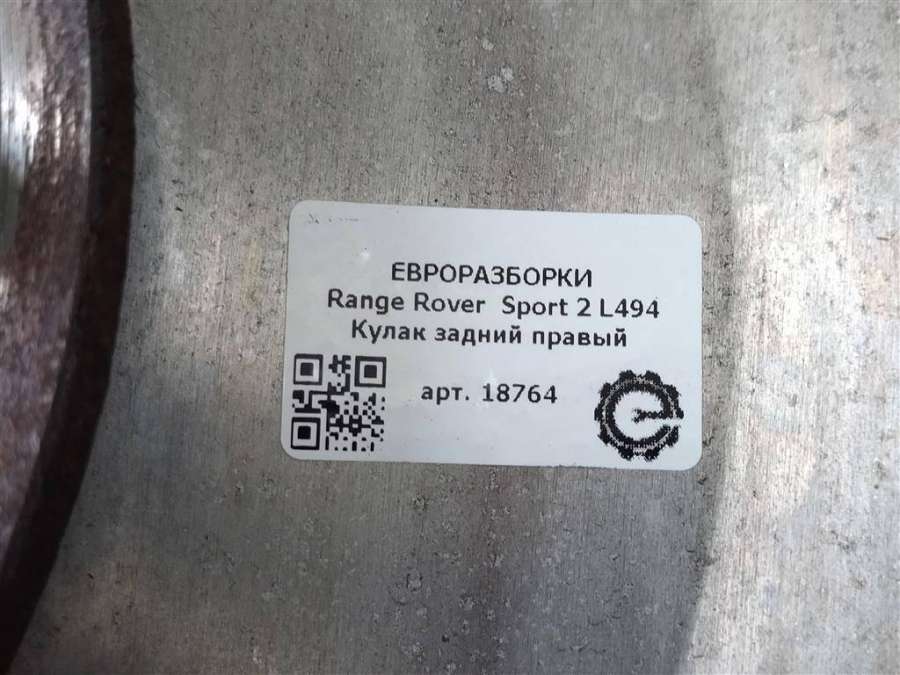 ЕВРОРАЗБОРКИ
Range Rover Sport 2 L494
Кулак задний правый
арт. 18764